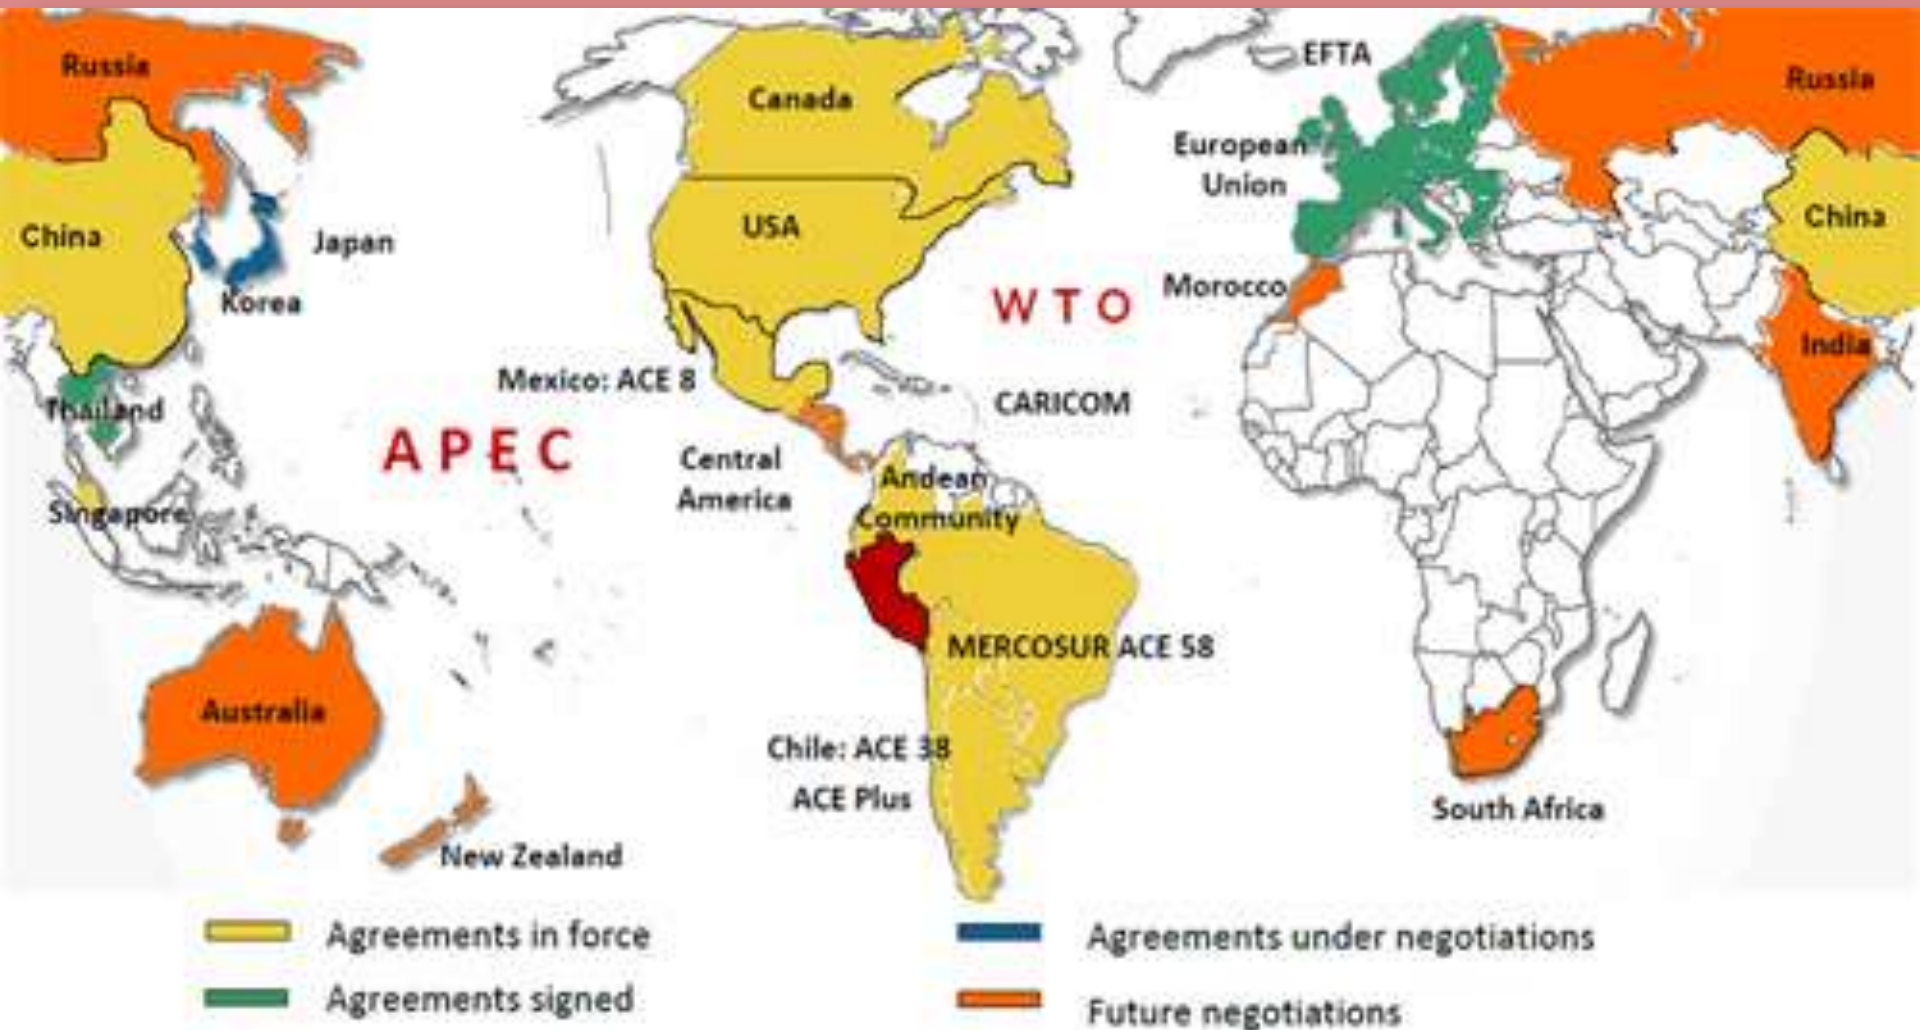 Russia
China
Japan
Korea
Thailand
Singapore
Australia
New Zealand
APEC
Canada
USA
Mexico: ACE 8
Central
America
Andean
Community
MERCOSUR ACE 58
Chile: ACE 38
ACE Plus
WTO
CARICOM
EFTA
European
Union
Morocco
Russia
China
India
South Africa
Agreements in force
Agreements signed
Agreements under negotiations
Future negotiations